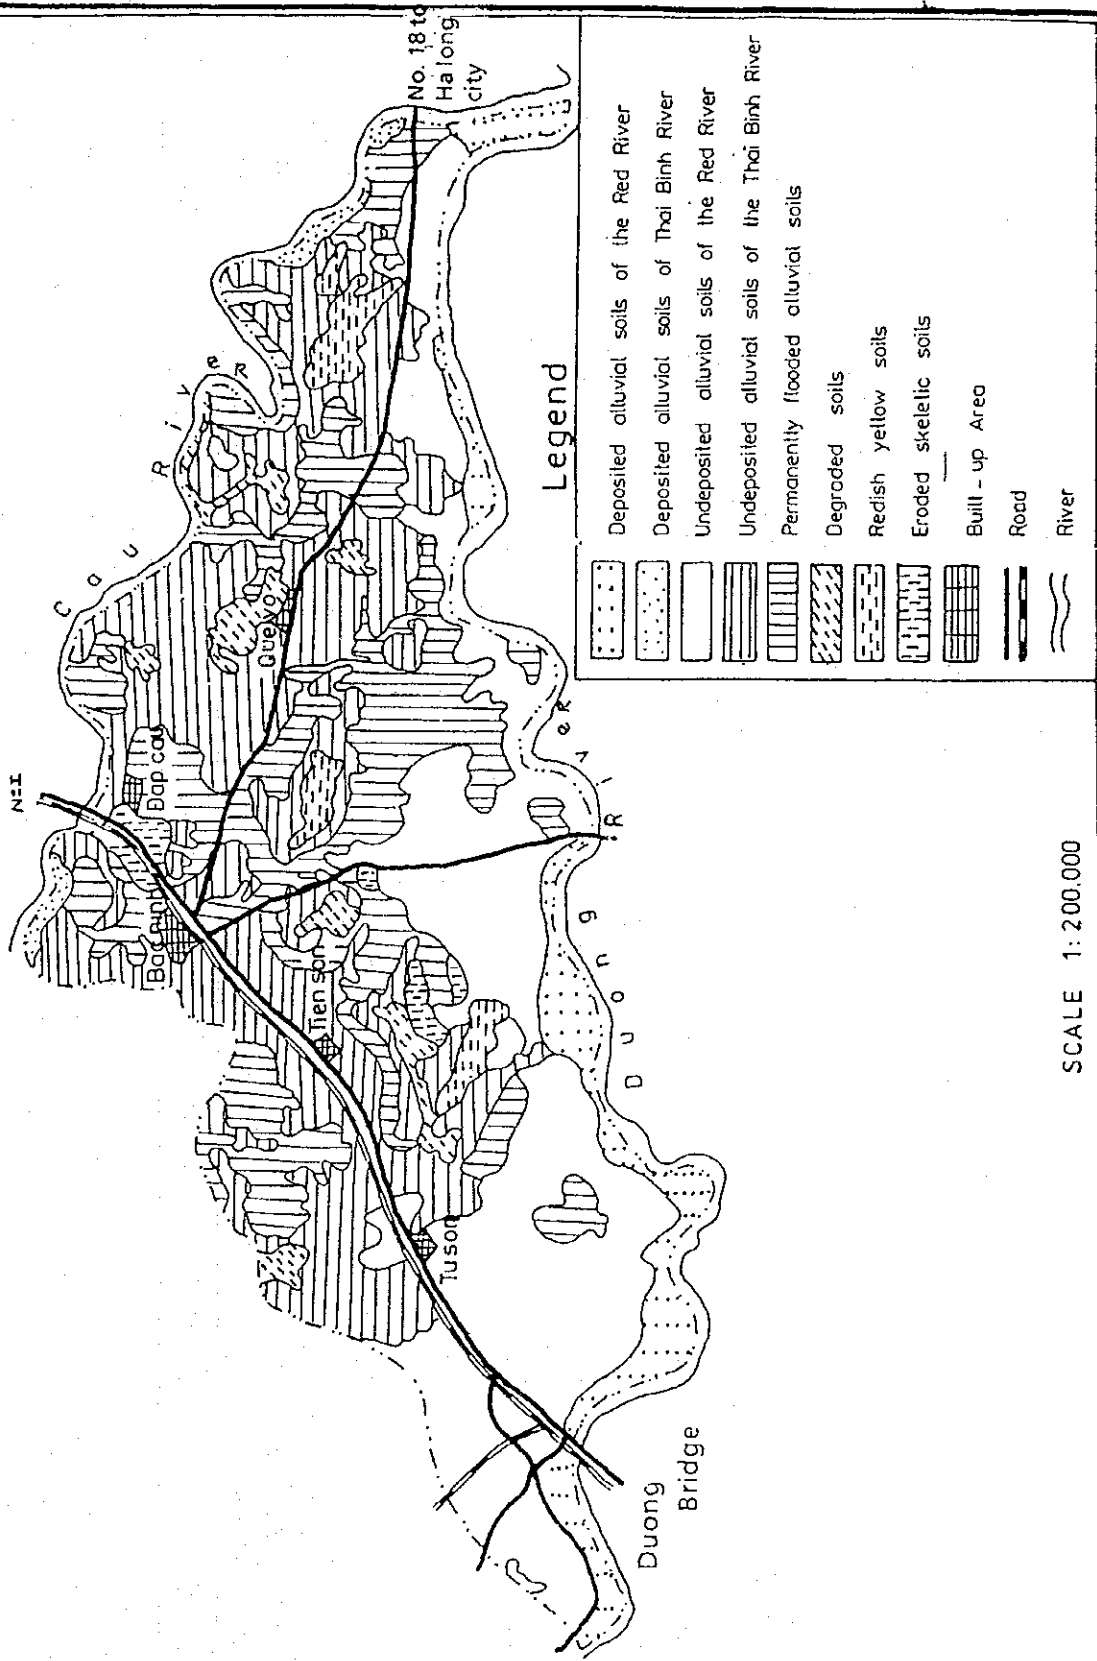 No. 18 to
Halong
city
Cau River
Dap cau
Bac Ninh
Que Vo
Tien son
Tuson
Duong River
Duong
Bridge
Legend
Deposited alluvial soils of the Red River
Deposited alluvial soils of Thai Binh River
Undeposited alluvial soils of the Red River
Undeposited alluvial soils of the Thai Binh River
Permanently flooded alluvial soils
Degraded soils
Redish yellow soils
Eroded skeletic soils
Built-up Area
Road
River
SCALE 1:200.000